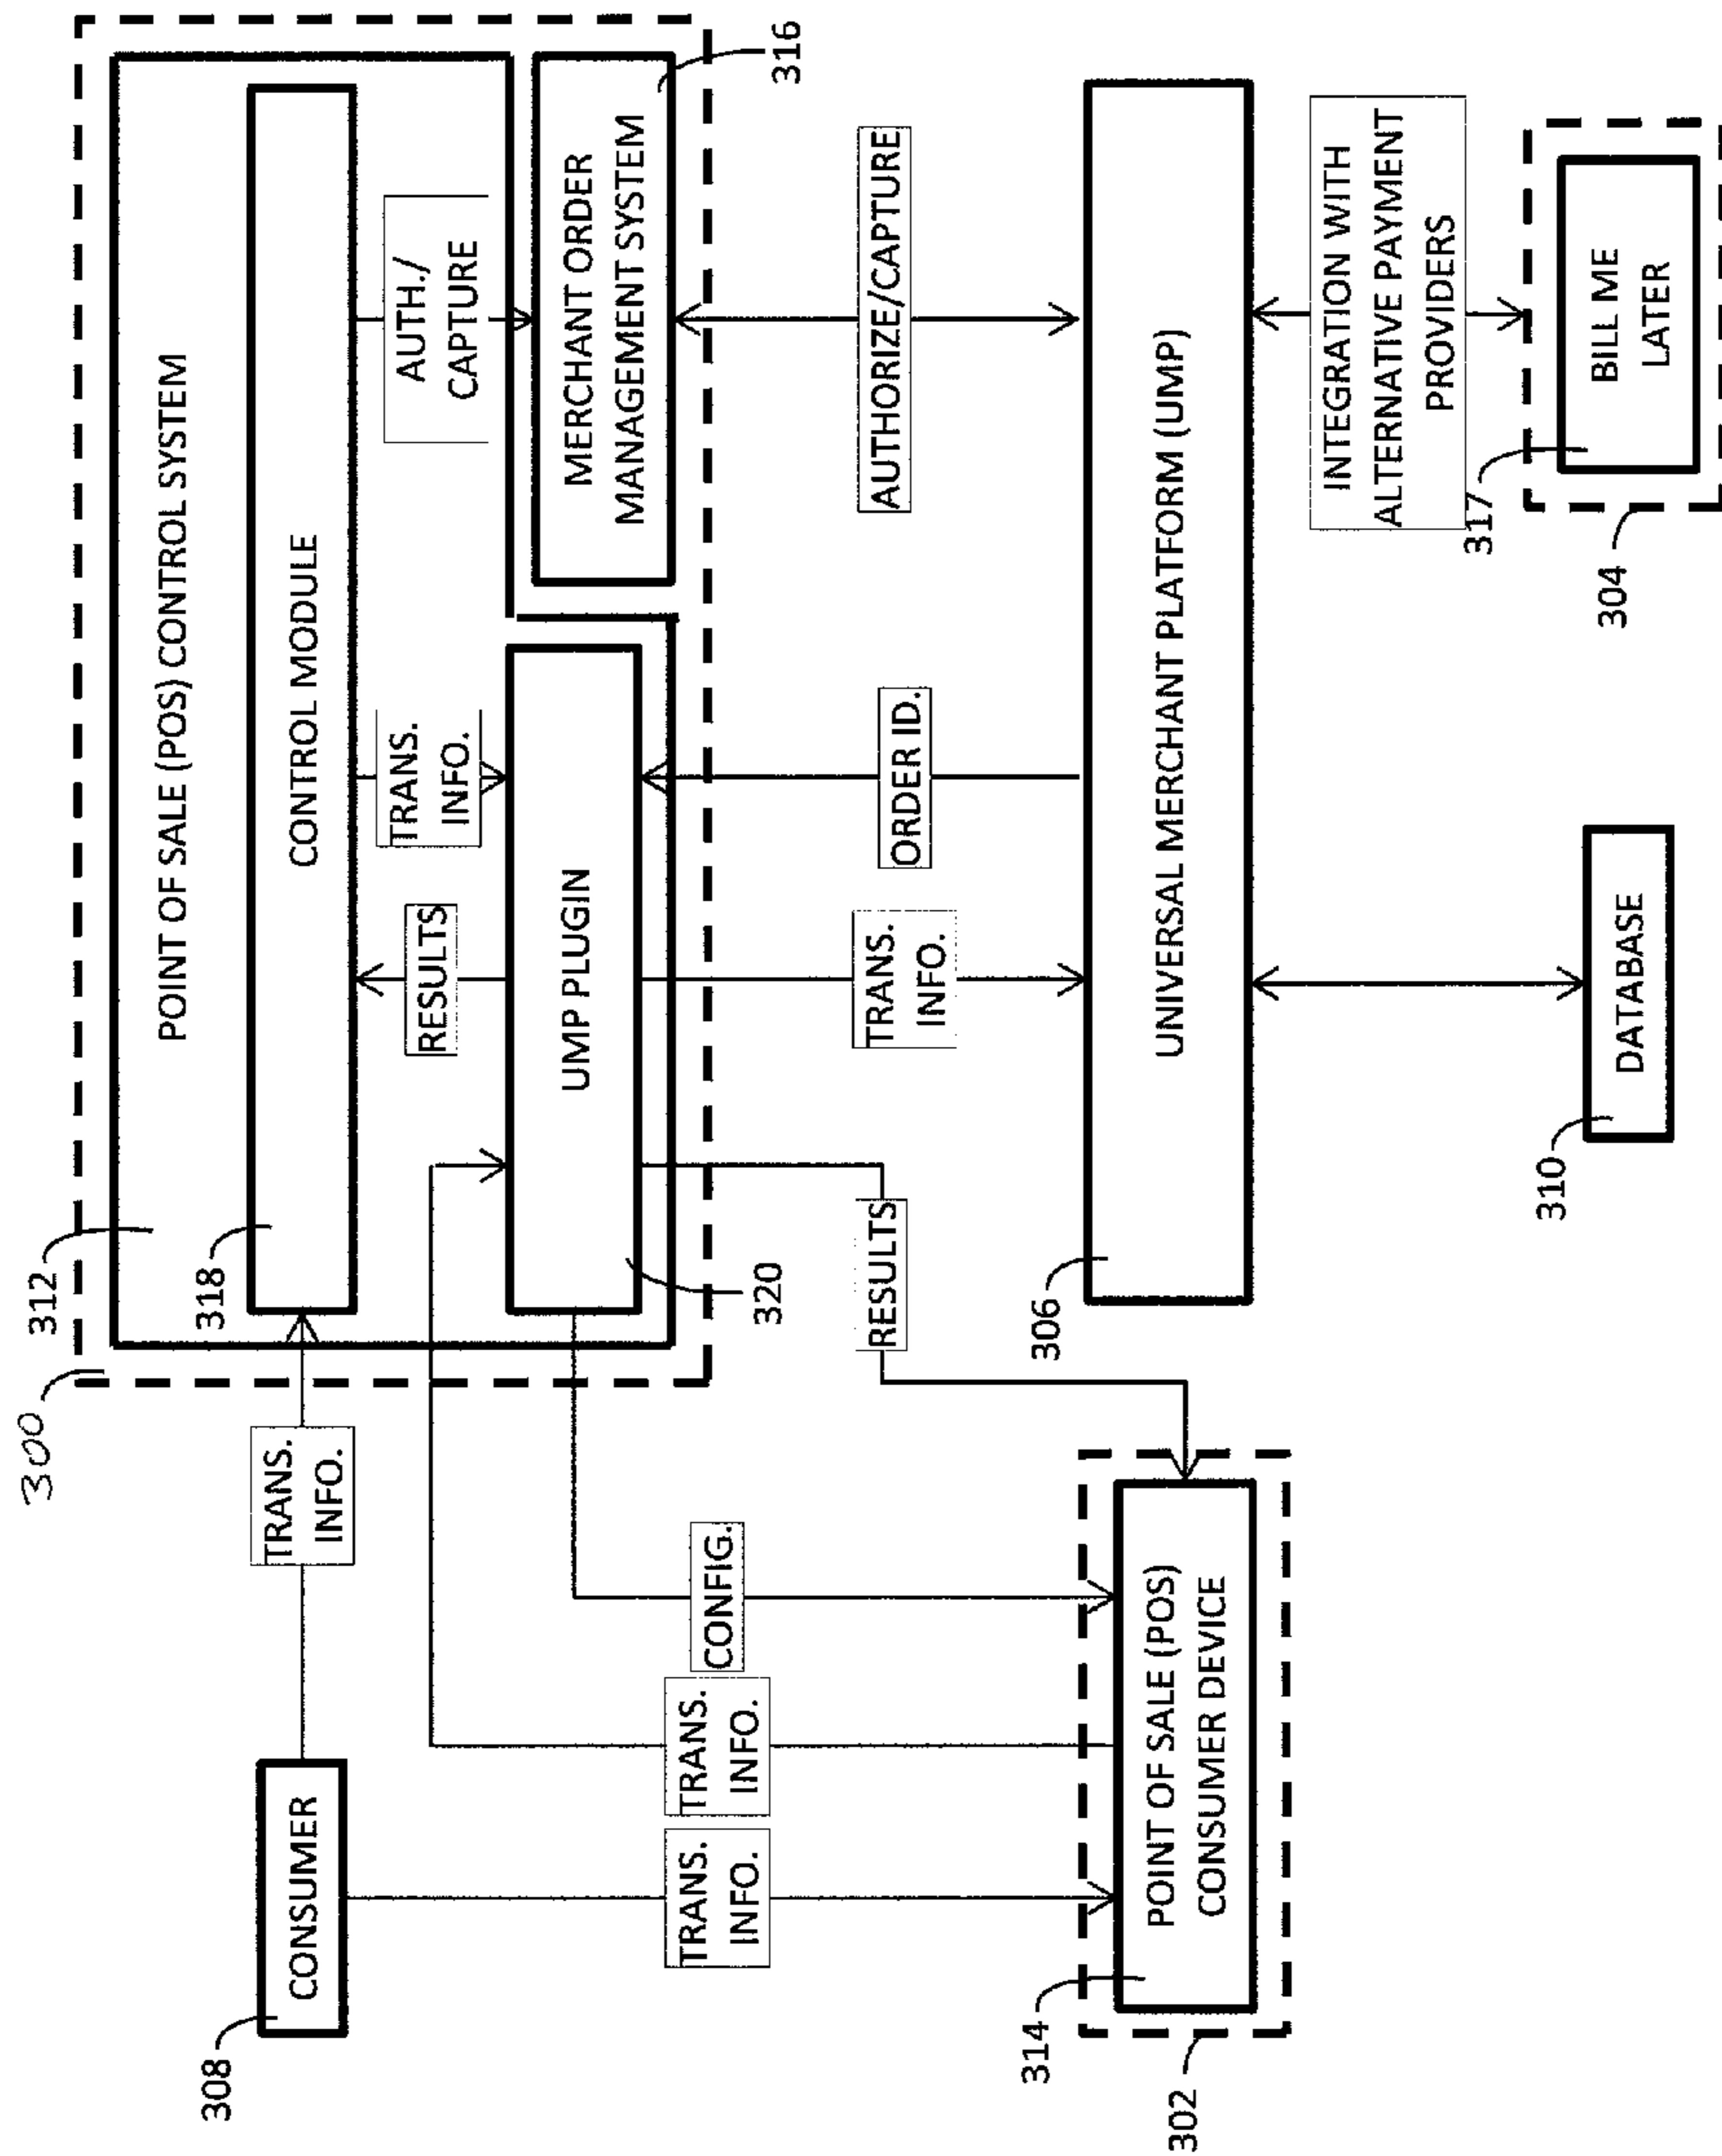 300
312
POINT OF SALE (POS) CONTROL SYSTEM
318
CONTROL MODULE
308
CONSUMER
TRANS.
INFO.
RESULTS
TRANS.
INFO.
AUTH./
CAPTURE
UMP PLUGIN
320
MERCHANT ORDER
MANAGEMENT SYSTEM
316
TRANS.
INFO.
TRANS.
INFO.
CONFIG.
RESULTS
TRANS.
INFO.
ORDER ID.
AUTHORIZE/CAPTURE
314
POINT OF SALE (POS)
CONSUMER DEVICE
302
306
UNIVERSAL MERCHANT PLATFORM (UMP)
INTEGRATION WITH
ALTERNATIVE PAYMENT
PROVIDERS
317
310
DATABASE
304
BILL ME
LATER